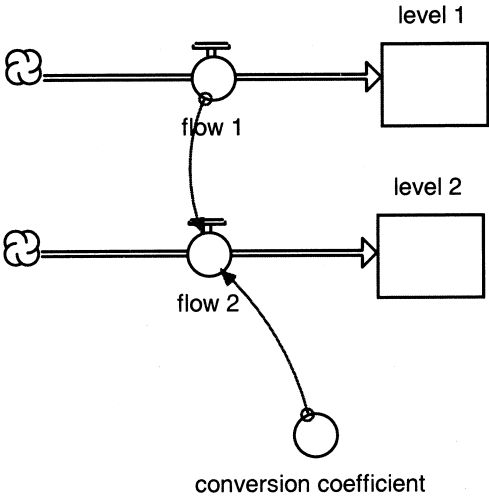 level 1
flow 1
level 2
flow 2
conversion coefficient